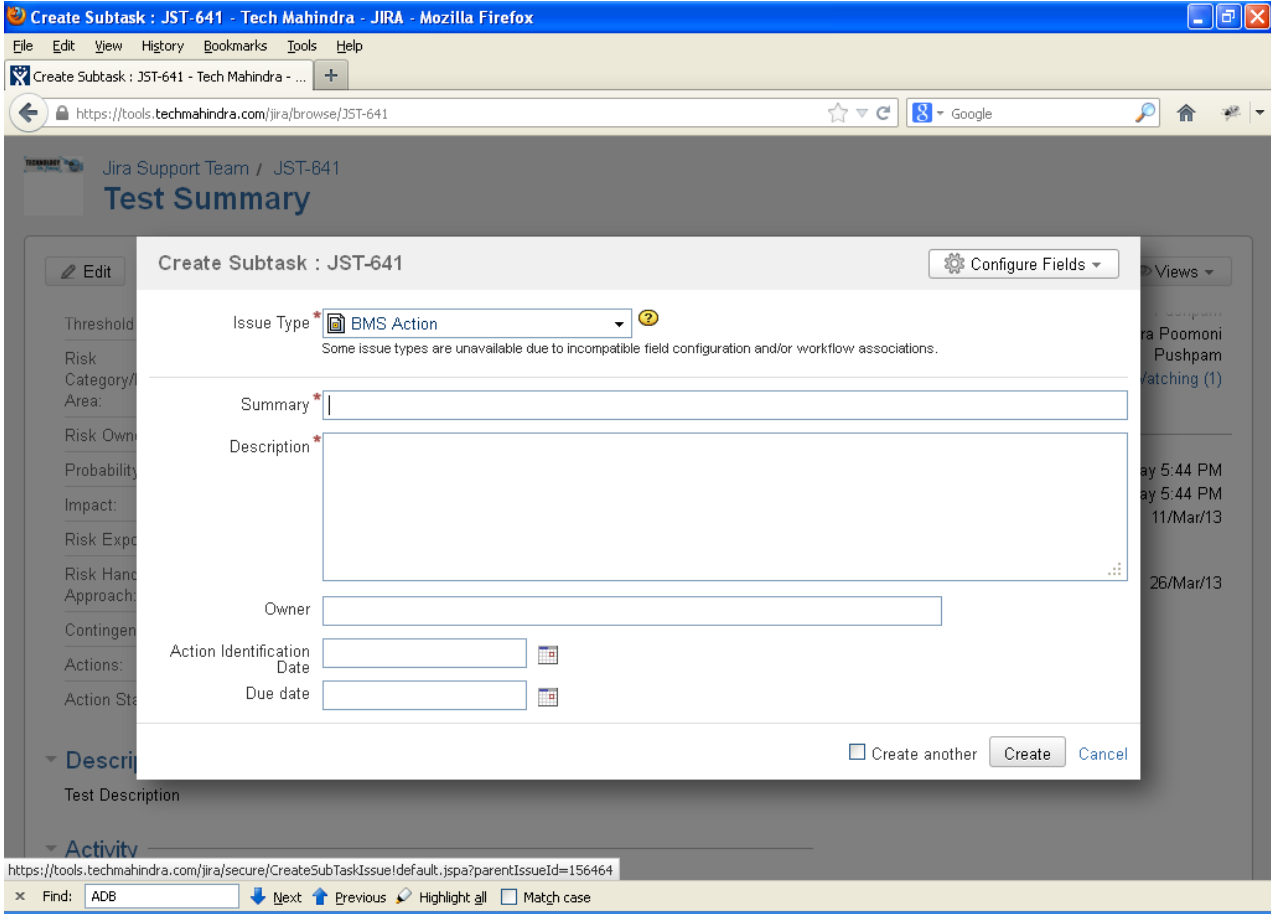 Create Subtask : JST-641 - Tech Mahindra - JIRA - Mozilla Firefox
File Edit View History Bookmarks Tools Help
Create Subtask : JST-641 - Tech Mahindra - ... +
https://tools.techmahindra.com/jira/browse/JST-641 Google
TECHNOLOGY
Jira Support Team / JST-641
Test Summary
Edit
Create Subtask : JST-641
Configure Fields
Views
Threshold
Issue Type * BMS Action ?
Some issue types are unavailable due to incompatible field configuration and/or workflow associations.
ra Poomoni
Pushpam
Watching (1)
Risk
Category/
Area:
Summary *
Risk Own
Description *
Probability
ay 5:44 PM
Impact:
ay 5:44 PM
11/Mar/13
Risk Expo
Risk Hand
Approach:
26/Mar/13
Owner
Contingen
Action Identification
Date
Actions:
Due date
Action Sta
Create another Create Cancel
Descrip
Test Description
Activity
https://tools.techmahindra.com/jira/secure/CreateSubTaskIssue!default.jspa?parentIssueId=156464
× Find: ADB Next Previous Highlight all Match case